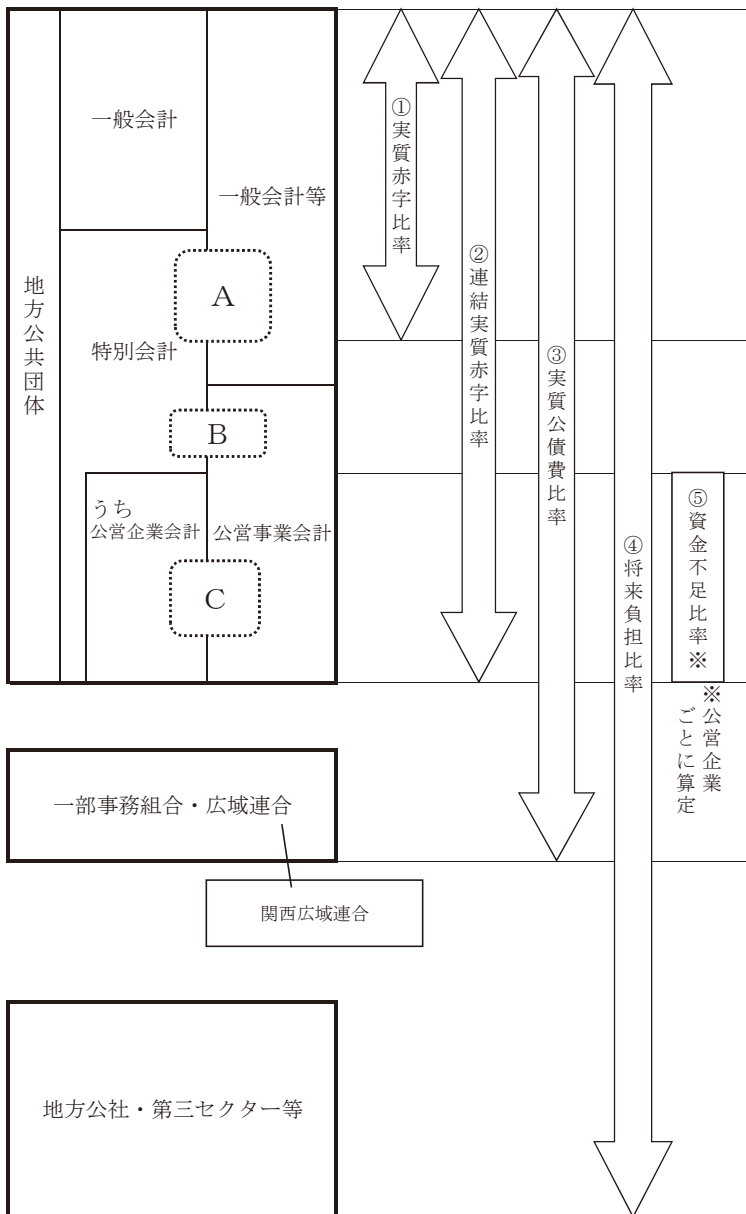 地方公共団体
一般会計
一般会計等
特別会計
A
B
うち
公営企業会計
公営事業会計
C
①実質赤字比率
②連結実質赤字比率
③実質公債費比率
④将来負担比率
⑤資金不足比率※
※公営企業
ごとに算定
一部事務組合・広域連合
関西広域連合
地方公社・第三セクター等